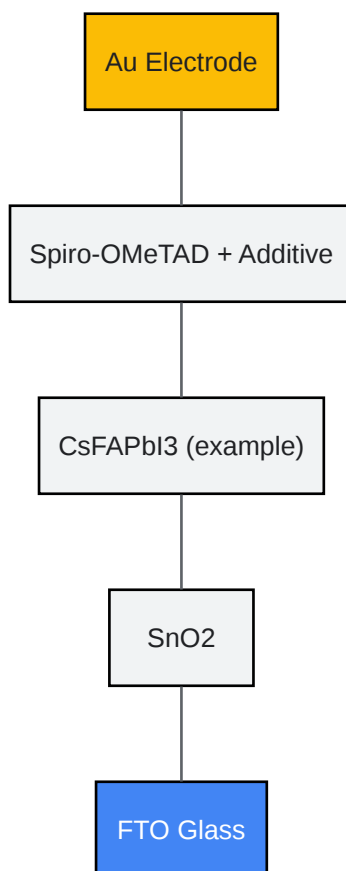 Au Electrode
Spiro-OMeTAD + Additive
CsFAPbI3 (example)
SnO2
FTO Glass